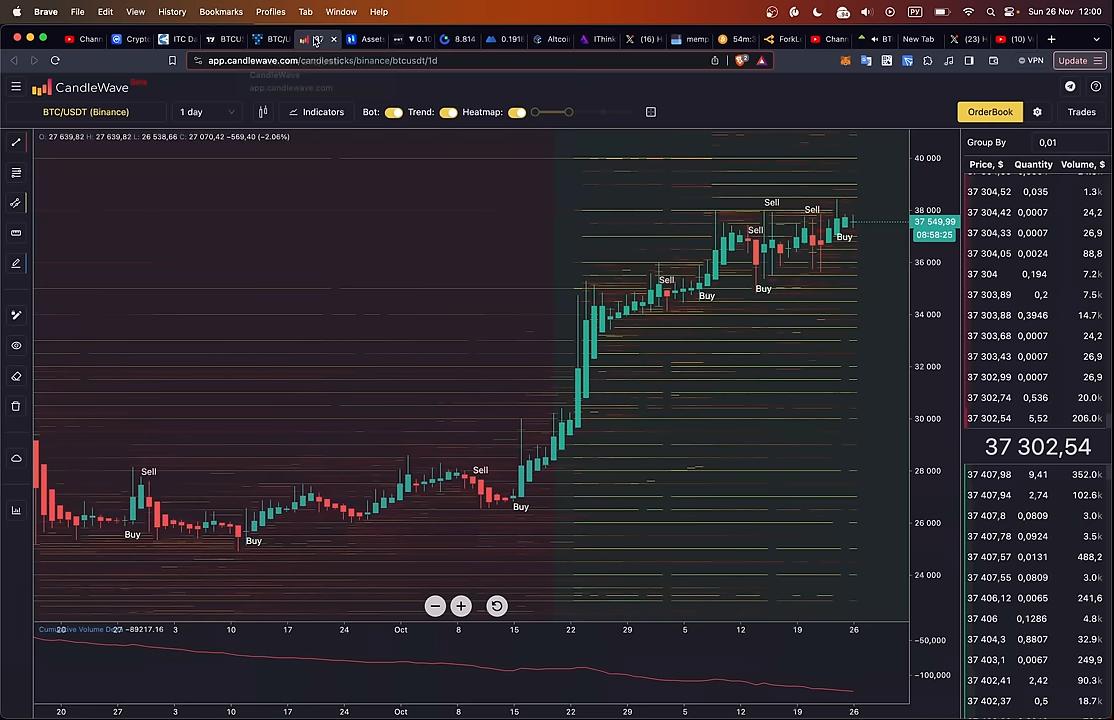 Brave File Edit View History Bookmarks Profiles Tab Window Help РУ Sun 26 Nov 12:00
Chann Crypto ITC Da BTCU BTC/U Assets 0.10 8.814 0.1918 Altcoi IThink (16) H memp 54m: ForkL Chann BT New Tab (23) H (10) V
app.candlewave.com/candlesticks/binance/btcusdt/1d VPN Update
CandleWave Beta
CandleWave
app.candlewave.com
BTC/USDT (Binance) 1 day Indicators Bot: Trend: Heatmap: OrderBook Trades
O: 27 639,82 H: 27 639,82 L: 26 538,66 C: 27 070,42 −569,40 (−2.06%)
Group By 0,01
Price, $ Quantity Volume, $
37 304,52 0,035 1.3k
37 304,42 0,0007 24,2
37 304,33 0,0007 26,9
37 304,05 0,0024 88,8
37 304 0,194 7.2k
37 303,89 0,2 7.5k
37 303,88 0,3946 14.7k
37 303,68 0,0007 24,2
37 303,43 0,0007 26,9
37 302,99 0,0007 26,9
37 302,74 0,536 20.0k
37 302,54 5,52 206.0k
37 302,54
37 407,98 9,41 352.0k
37 407,94 2,74 102.6k
37 407,8 0,0809 3.0k
37 407,78 0,0924 3.5k
37 407,57 0,0131 488,2
37 407,55 0,0809 3.0k
37 406,12 0,0065 241,6
37 406 0,1286 4.8k
37 404,3 0,8807 32.9k
37 403,1 0,0067 249,9
37 402,41 2,42 90.3k
37 402,37 0,5 18.7k
40 000
38 000
37 549,99
08:58:25
36 000
34 000
32 000
30 000
28 000
26 000
24 000
Sell
Sell
Sell
Buy
Sell
Buy
Buy
Sell
Sell
Buy
Buy
Buy
Cumulative Volume Delta −89217.16
20 27 3 10 17 24 Oct 8 15 22 29 5 12 19 26
−50,000
−100,000
20 27 3 10 17 24 Oct 8 15 22 29 5 12 19 26